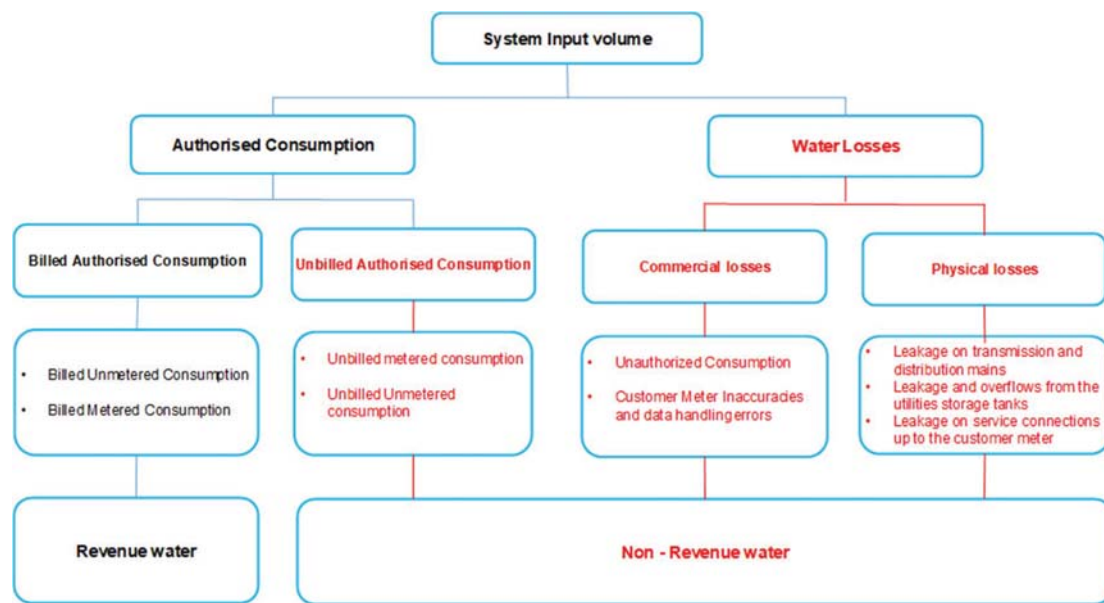 System Input volume
Authorised Consumption
Water Losses
Billed Authorised Consumption
Unbilled Authorised Consumption
Commercial losses
Physical losses
• Billed Unmetered Consumption
• Billed Metered Consumption
• Unbilled metered consumption
• Unbilled Unmetered
consumption
• Unauthorized Consumption
• Customer Meter Inaccuracies
and data handling errors
• Leakage on transmission and
distribution mains
• Leakage and overflows from the
utilities storage tanks
• Leakage on service connections
up to the customer meter
Revenue water
Non - Revenue water